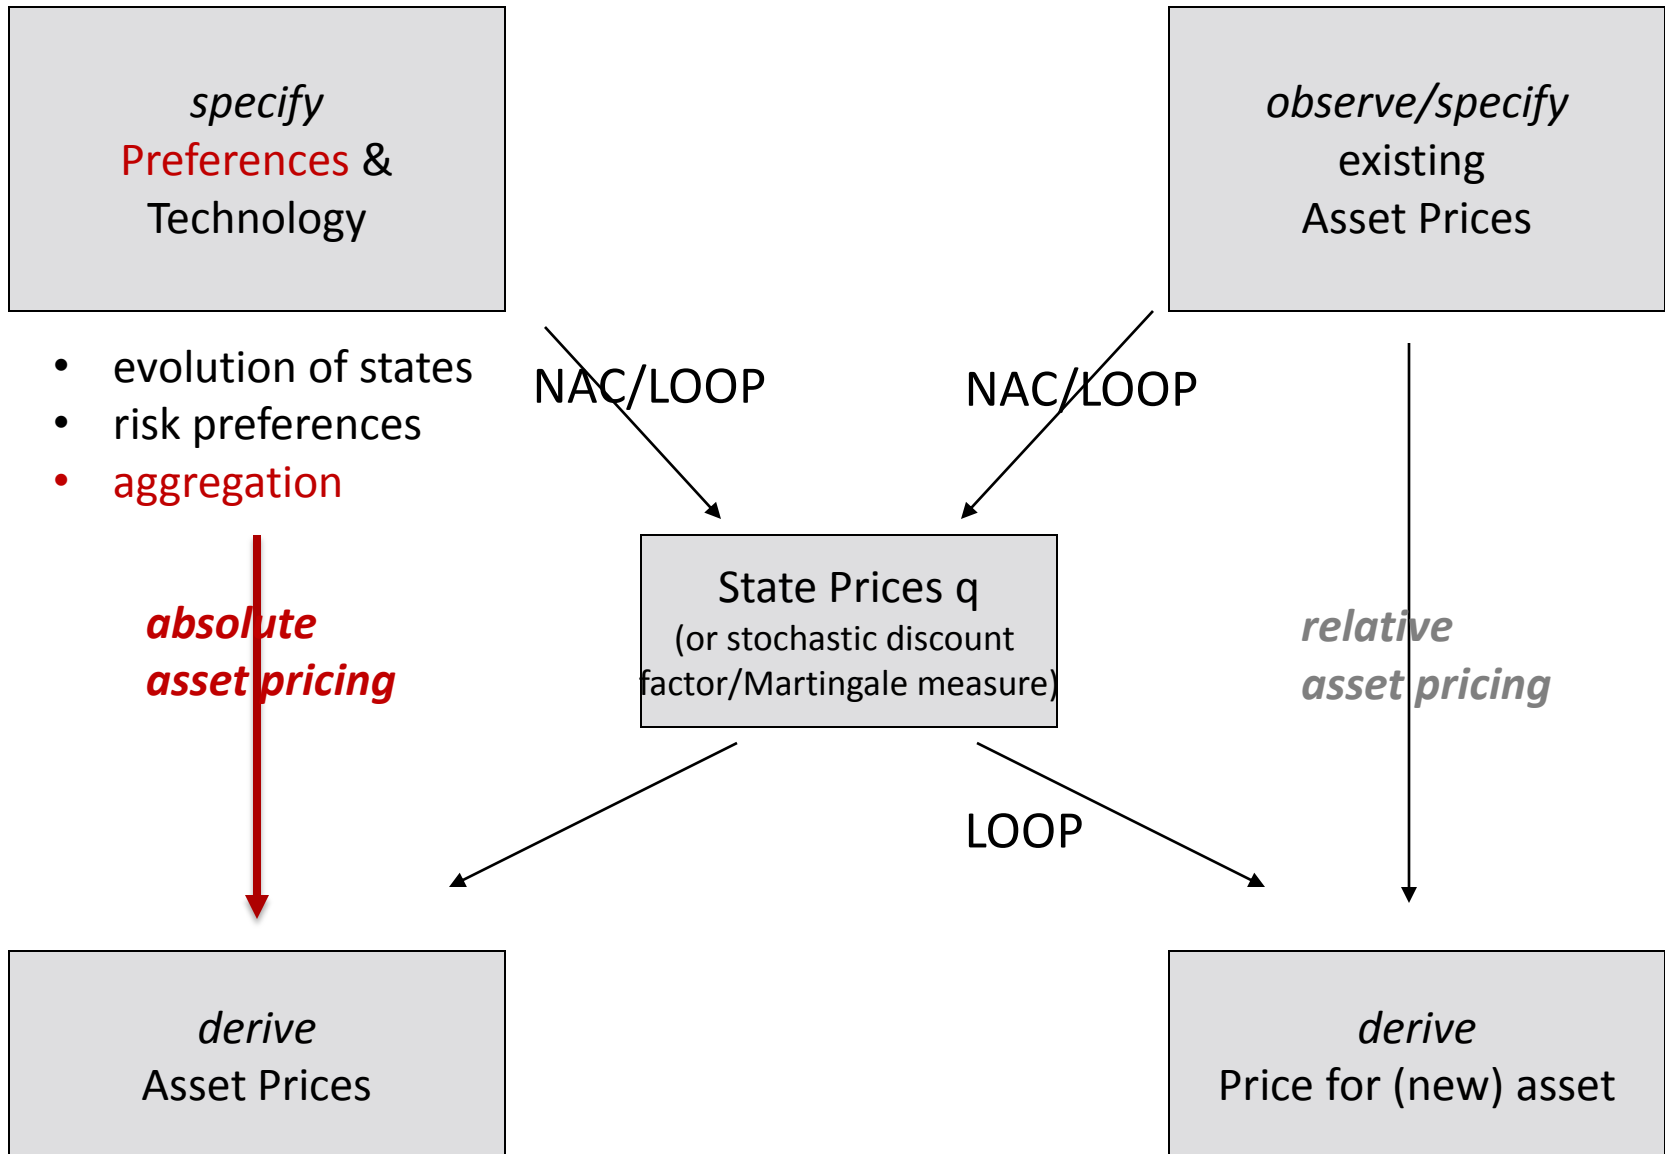 specify
Preferences &
Technology
observe/specify
existing
Asset Prices
• evolution of states
• risk preferences
• aggregation
NAC/LOOP
NAC/LOOP
State Prices q
(or stochastic discount
factor/Martingale measure)
absolute
asset pricing
relative
asset pricing
LOOP
derive
Asset Prices
derive
Price for (new) asset